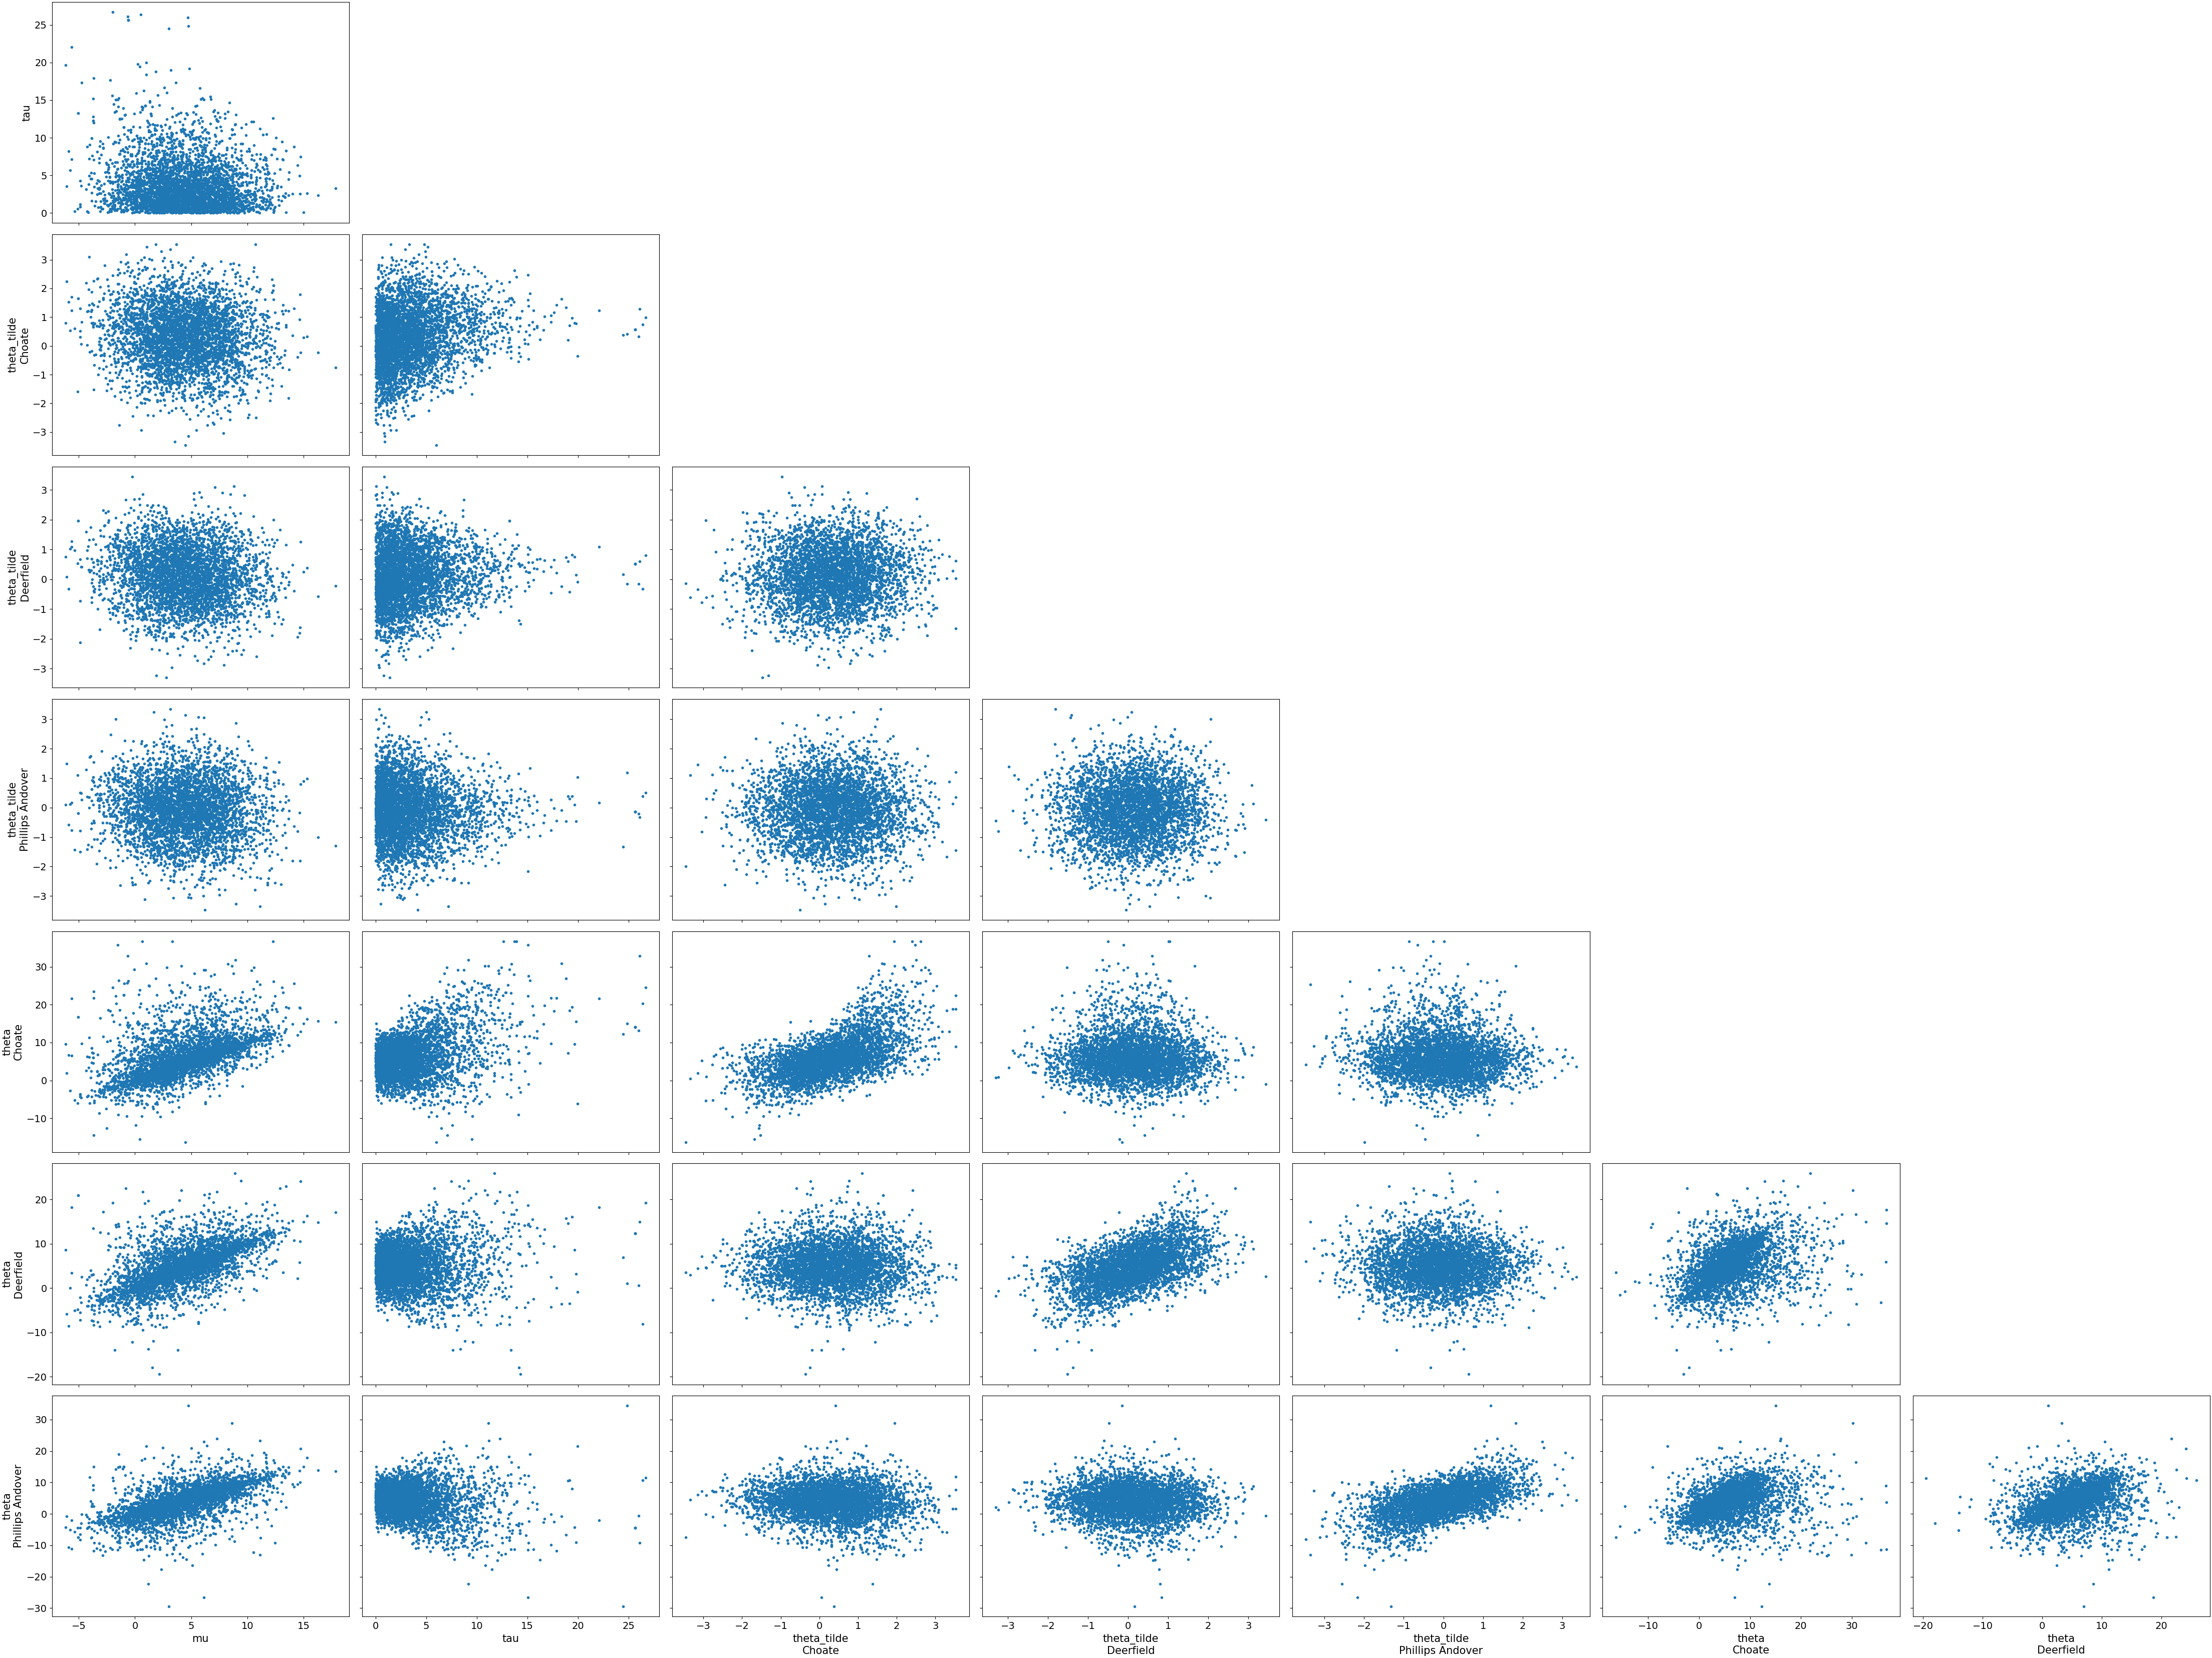 25
20
15
10
5
0
tau
3
2
1
0
−1
−2
−3
theta_tilde
Choate
3
2
1
0
−1
−2
−3
theta_tilde
Deerfield
3
2
1
0
−1
−2
−3
theta_tilde
Phillips Andover
30
20
10
0
−10
theta
Choate
20
10
0
−10
−20
theta
Deerfield
30
20
10
0
−10
−20
−30
theta
Phillips Andover
−5 0 5 10 15
mu
0 5 10 15 20 25
tau
−3 −2 −1 0 1 2 3
theta_tilde
Choate
−3 −2 −1 0 1 2 3
theta_tilde
Deerfield
−3 −2 −1 0 1 2 3
theta_tilde
Phillips Andover
−10 0 10 20 30
theta
Choate
−20 −10 0 10 20
theta
Deerfield